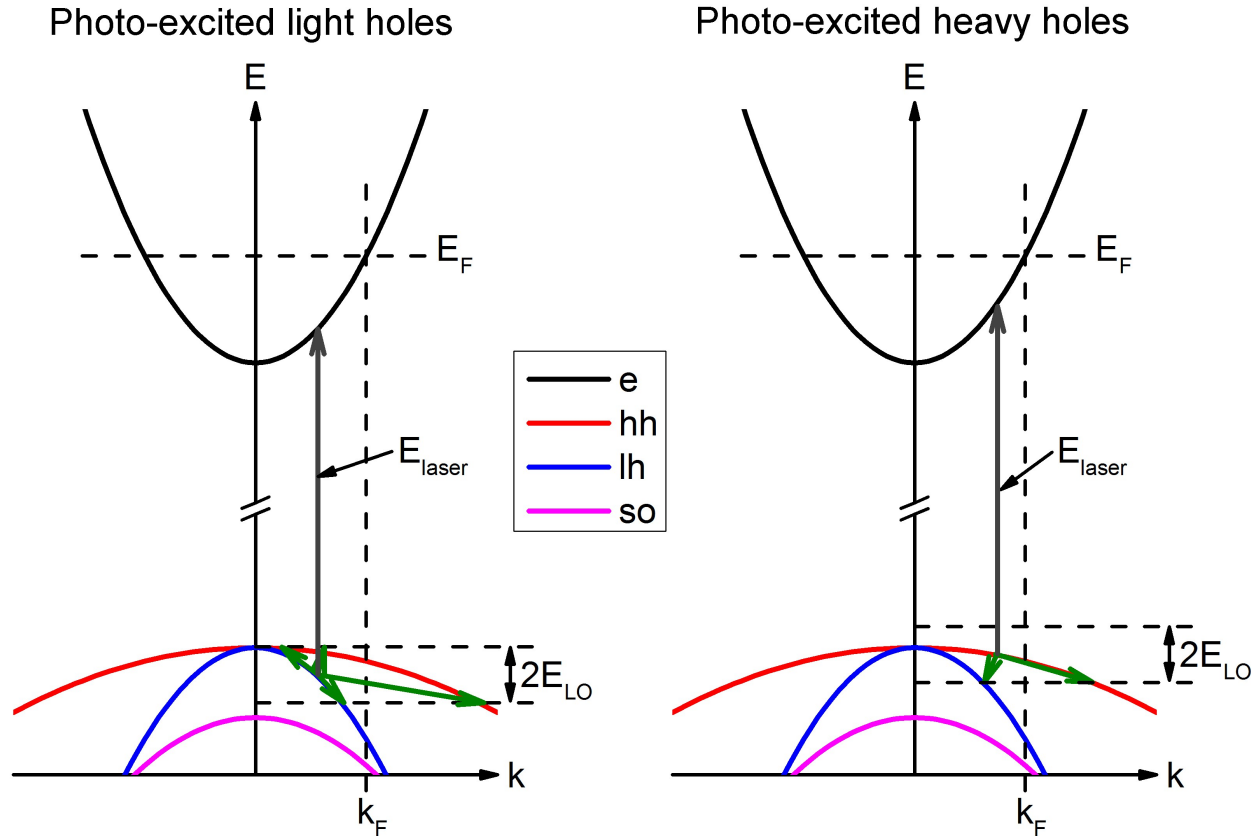 Photo-excited light holes
E
E_F
E_laser
2E_LO
k
k_F
e
hh
lh
so
Photo-excited heavy holes
E
E_F
E_laser
2E_LO
k
k_F